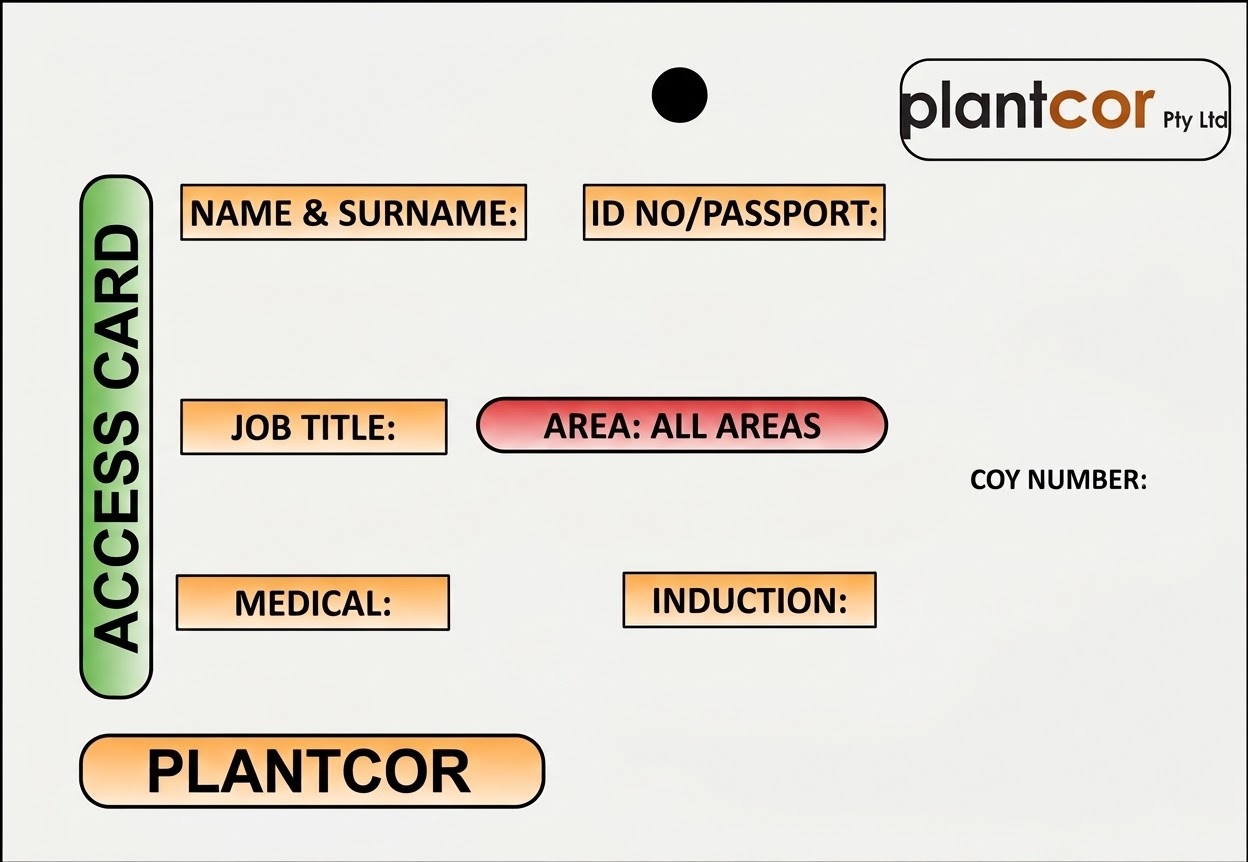 plantcor Pty Ltd
NAME & SURNAME:
ID NO/PASSPORT:
ACCESS CARD
JOB TITLE:
AREA: ALL AREAS
COY NUMBER:
MEDICAL:
INDUCTION:
PLANTCOR